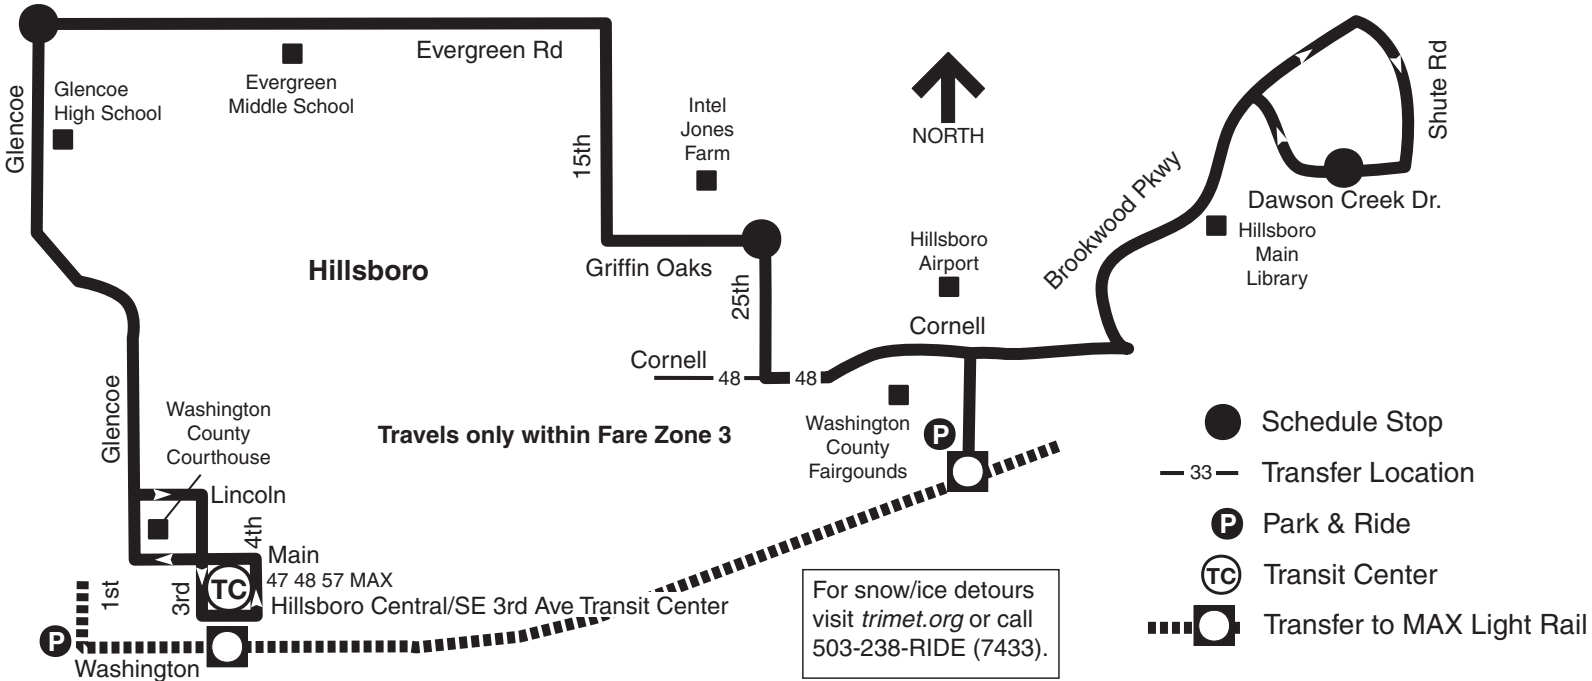 Evergreen Rd
Glencoe
Glencoe
High School
Evergreen
Middle School
15th
Intel
Jones
Farm
NORTH
Shute Rd
Dawson Creek Dr.
Brookwood Pkwy
Hillsboro
Main
Library
Hillsboro
Griffin Oaks
25th
Hillsboro
Airport
Cornell
Cornell
48
48
Glencoe
Washington
County
Courthouse
Travels only within Fare Zone 3
Washington
County
Fairgounds
P
Lincoln
4th
Main
TC
47 48 57 MAX
Hillsboro Central/SE 3rd Ave Transit Center
1st
3rd
P
Washington
For snow/ice detours
visit trimet.org or call
503-238-RIDE (7433).
Schedule Stop
33 Transfer Location
P Park & Ride
TC Transit Center
Transfer to MAX Light Rail